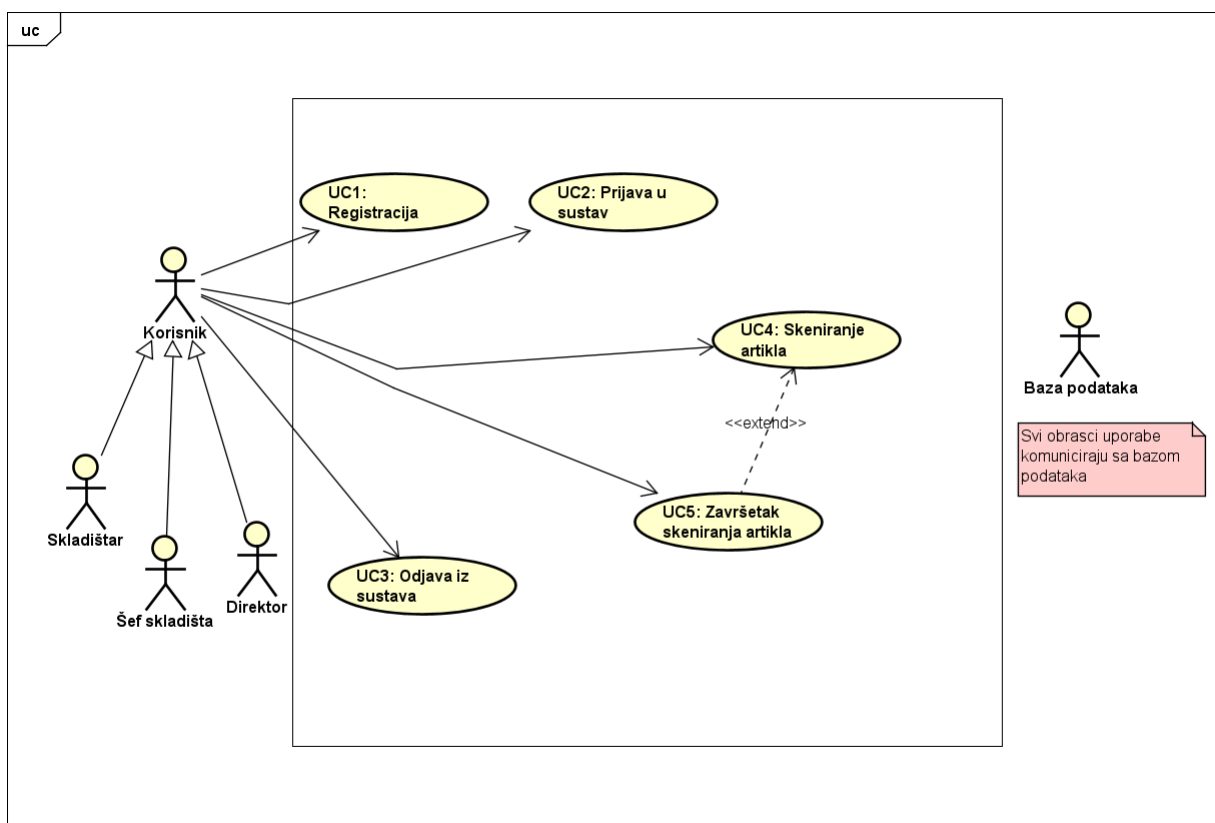 uc
UC1:
Registracija
UC2: Prijava u
sustav
Korisnik
UC4: Skeniranje
artikla
Baza podataka
<<extend>>
Svi obrasci uporabe
komuniciraju sa bazom
podataka
Skladištar
UC5: Završetak
skeniranja artikla
Šef skladišta
Direktor
UC3: Odjava iz
sustava